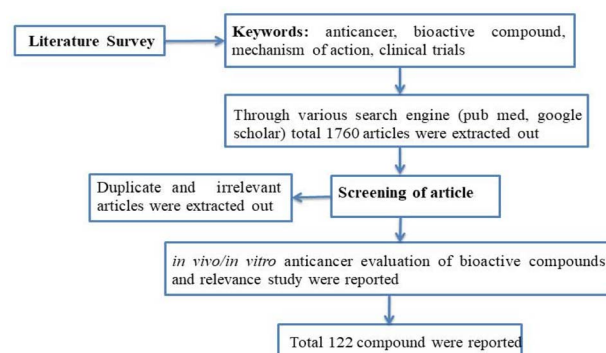 Literature Survey
Keywords: anticancer, bioactive compound,
mechanism of action, clinical trials
Through various search engine (pub med, google
scholar) total 1760 articles were extracted out
Duplicate and irrelevant
articles were extracted out
Screening of article
in vivo/in vitro anticancer evaluation of bioactive compounds
and relevance study were reported
Total 122 compound were reported